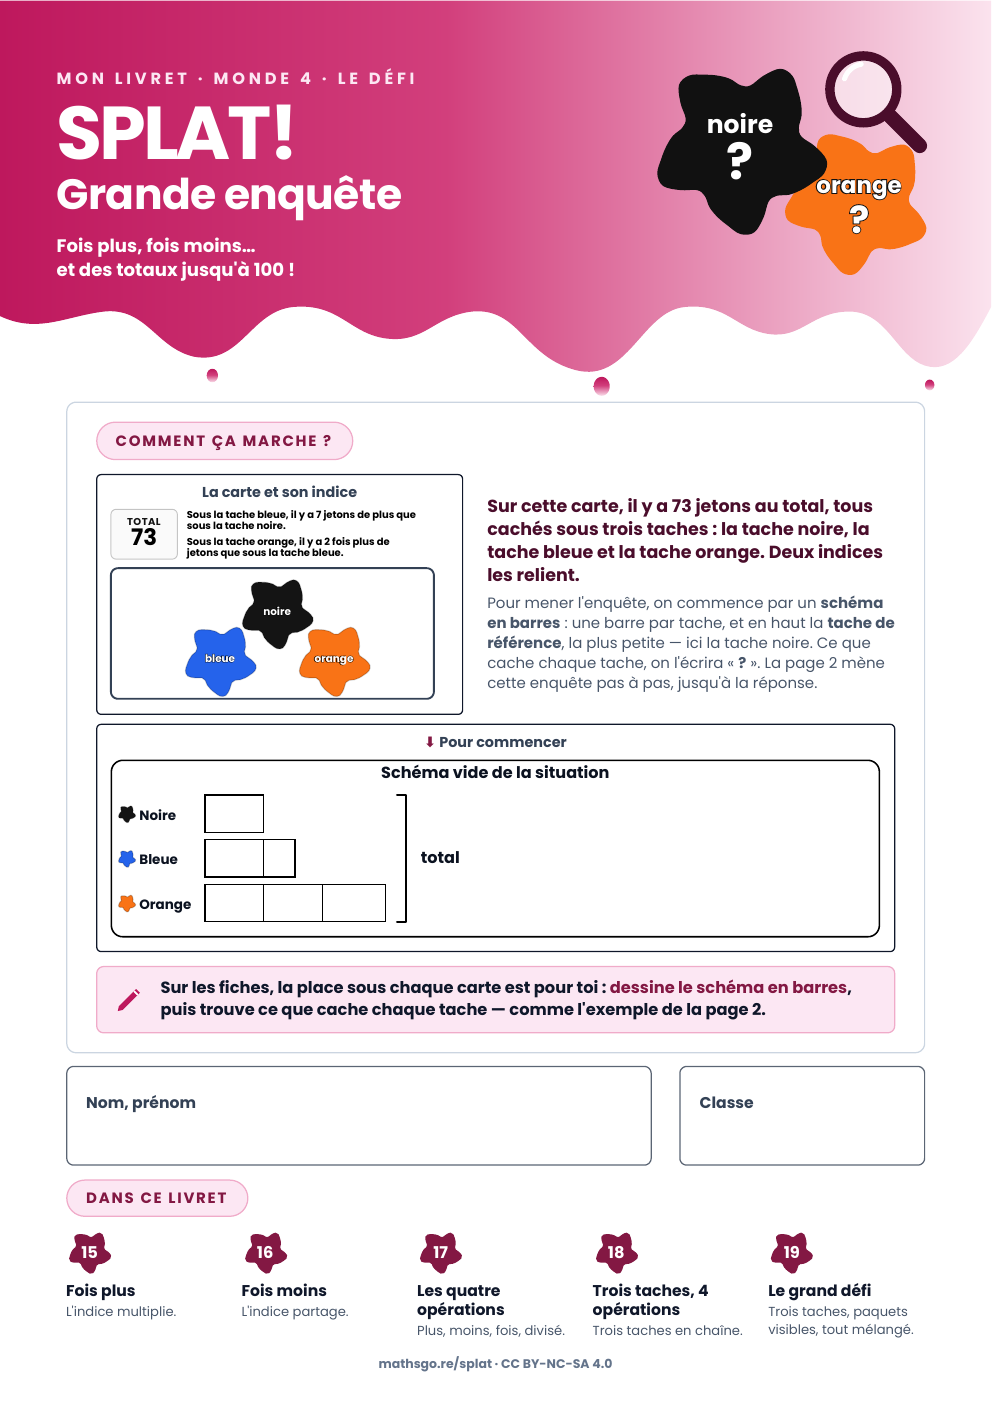 MON LIVRET · MONDE 4 · LE DÉFI
SPLAT!
Grande enquête
Fois plus, fois moins…
et des totaux jusqu'à 100 !
noire
?
orange
?
COMMENT ÇA MARCHE ?
La carte et son indice
TOTAL
73
Sous la tache bleue, il y a 7 jetons de plus que
sous la tache noire.
Sous la tache orange, il y a 2 fois plus de
jetons que sous la tache bleue.
noire
bleue
orange
Sur cette carte, il y a 73 jetons au total, tous
cachés sous trois taches : la tache noire, la
tache bleue et la tache orange. Deux indices
les relient.
Pour mener l'enquête, on commence par un schéma
en barres : une barre par tache, et en haut la tache de
référence, la plus petite — ici la tache noire. Ce que
cache chaque tache, on l'écrira « ? ». La page 2 mène
cette enquête pas à pas, jusqu'à la réponse.
⬇ Pour commencer
Schéma vide de la situation
Noire
Bleue
Orange
total
Sur les fiches, la place sous chaque carte est pour toi : dessine le schéma en barres,
puis trouve ce que cache chaque tache — comme l'exemple de la page 2.
Nom, prénom
Classe
DANS CE LIVRET
15
Fois plus
L'indice multiplie.
16
Fois moins
L'indice partage.
17
Les quatre
opérations
Plus, moins, fois, divisé.
18
Trois taches, 4
opérations
Trois taches en chaîne.
19
Le grand défi
Trois taches, paquets
visibles, tout mélangé.
mathsgo.re/splat · CC BY-NC-SA 4.0